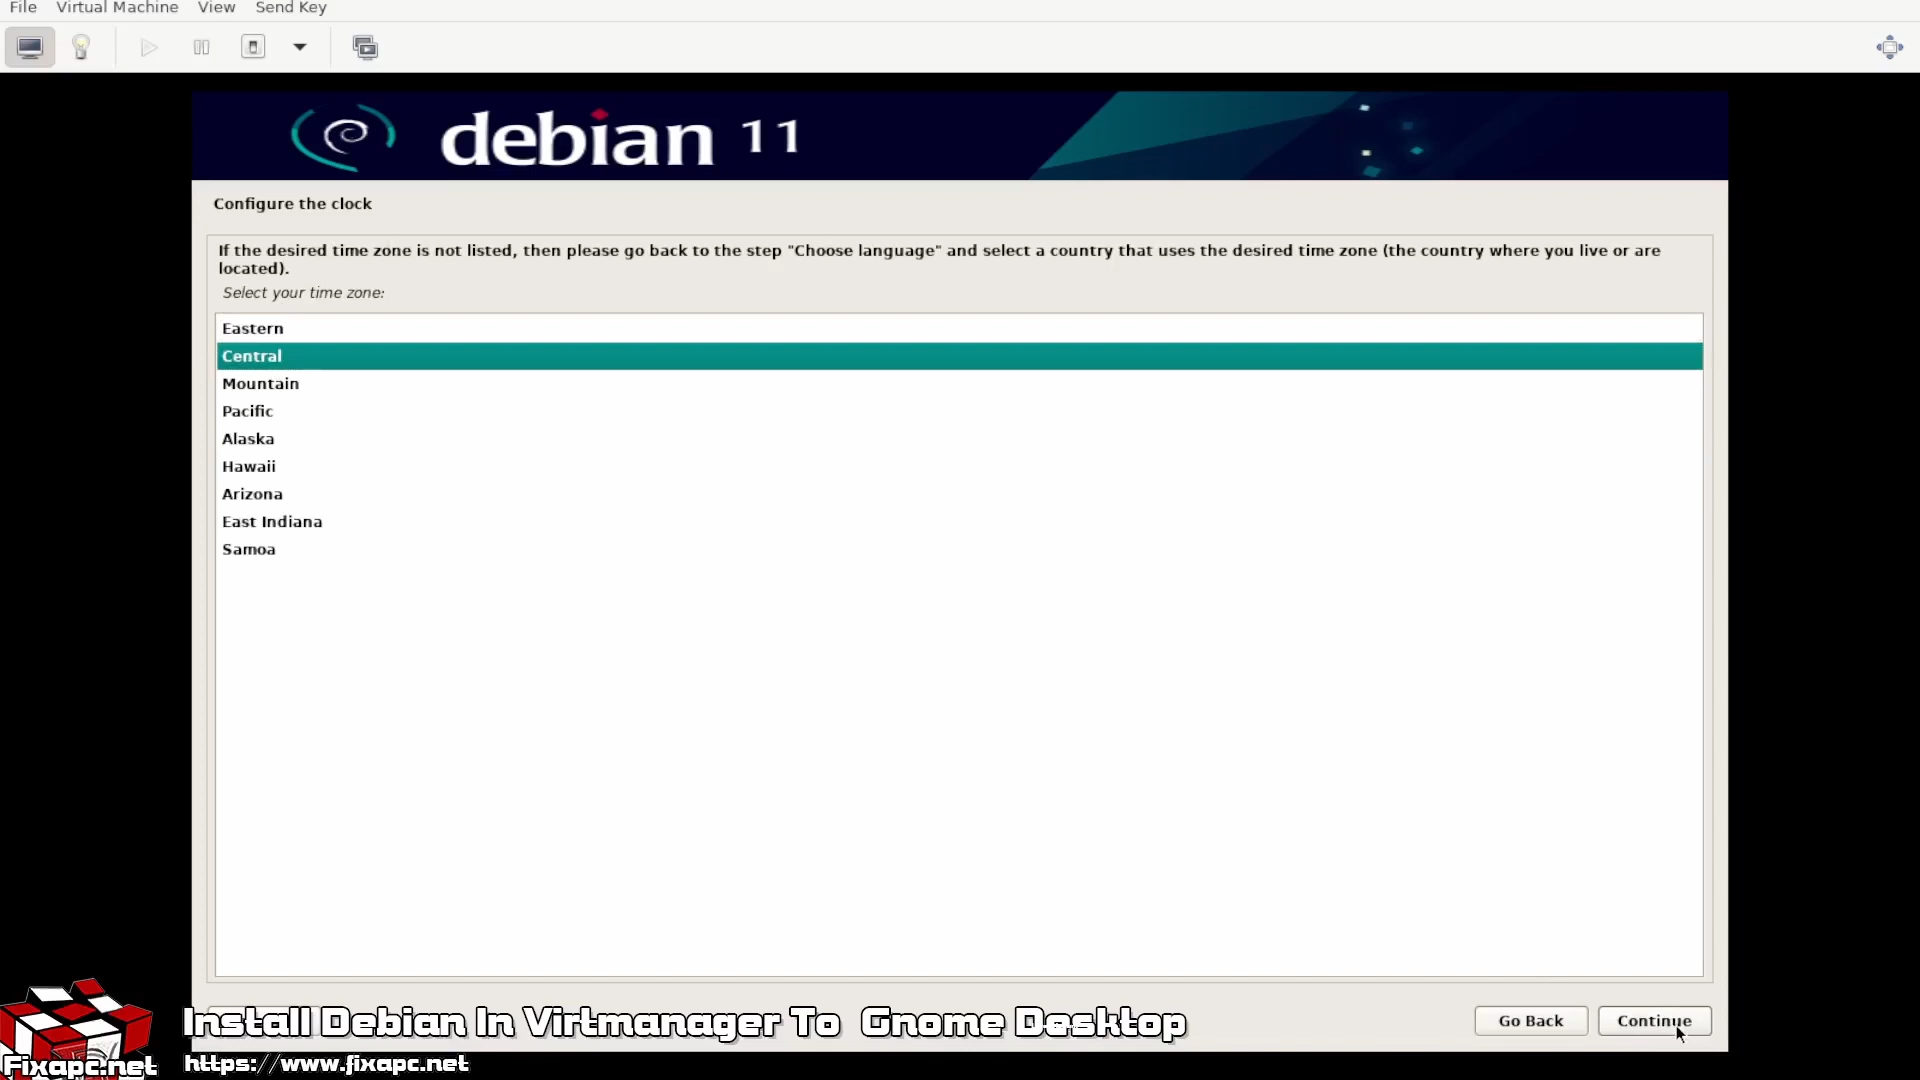 File Virtual Machine View Send Key
debian 11
Configure the clock
If the desired time zone is not listed, then please go back to the step "Choose language" and select a country that uses the desired time zone (the country where you live or are
located).
Select your time zone:
Eastern
Central
Mountain
Pacific
Alaska
Hawaii
Arizona
East Indiana
Samoa
Go Back Continue
Install Debian In Virtmanager To Gnome Desktop
Fixapc.net https://www.fixapc.net